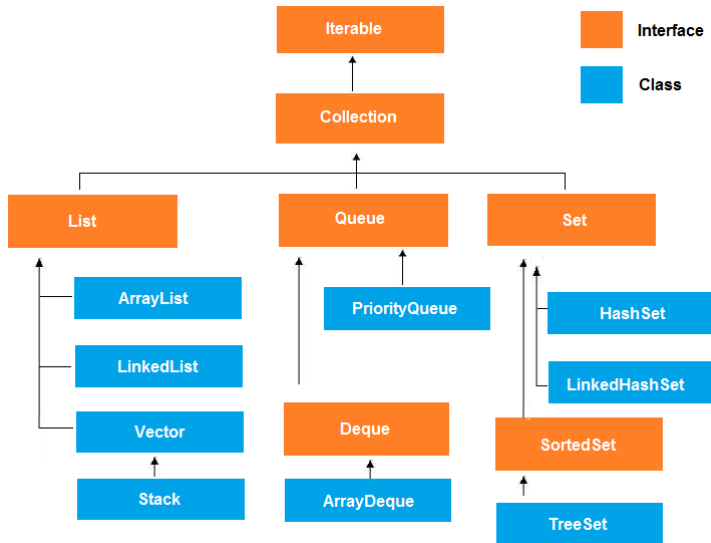 Iterable
Interface
Class
Collection
List
Queue
Set
ArrayList
PriorityQueue
HashSet
LinkedList
LinkedHashSet
Vector
Deque
SortedSet
Stack
ArrayDeque
TreeSet